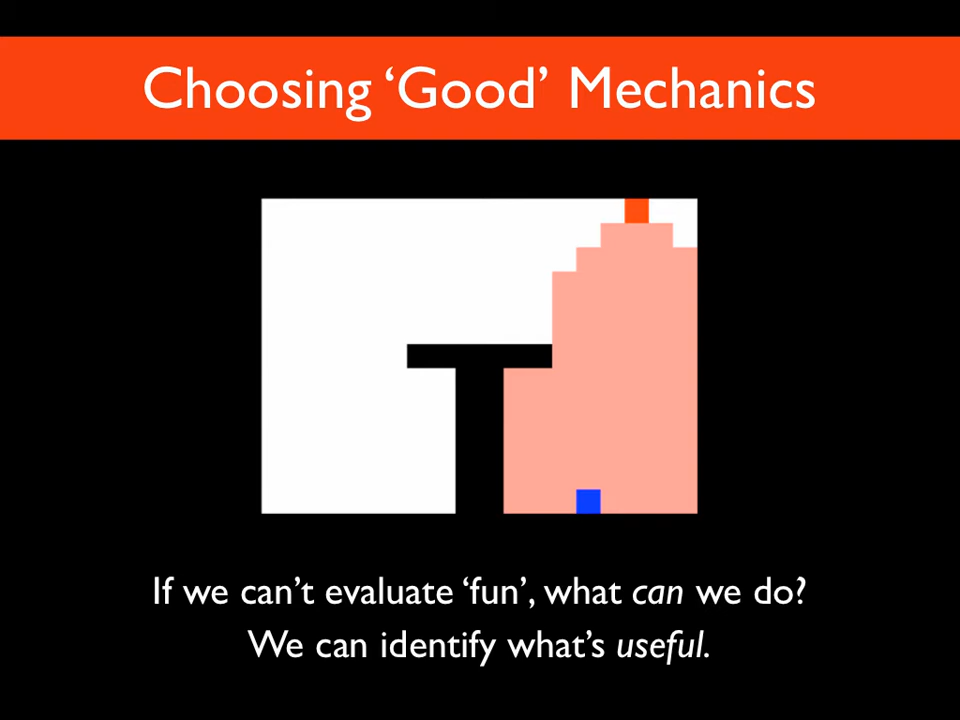 Choosing ‘Good’ Mechanics
If we can’t evaluate ‘fun’, what can we do?
We can identify what’s useful.